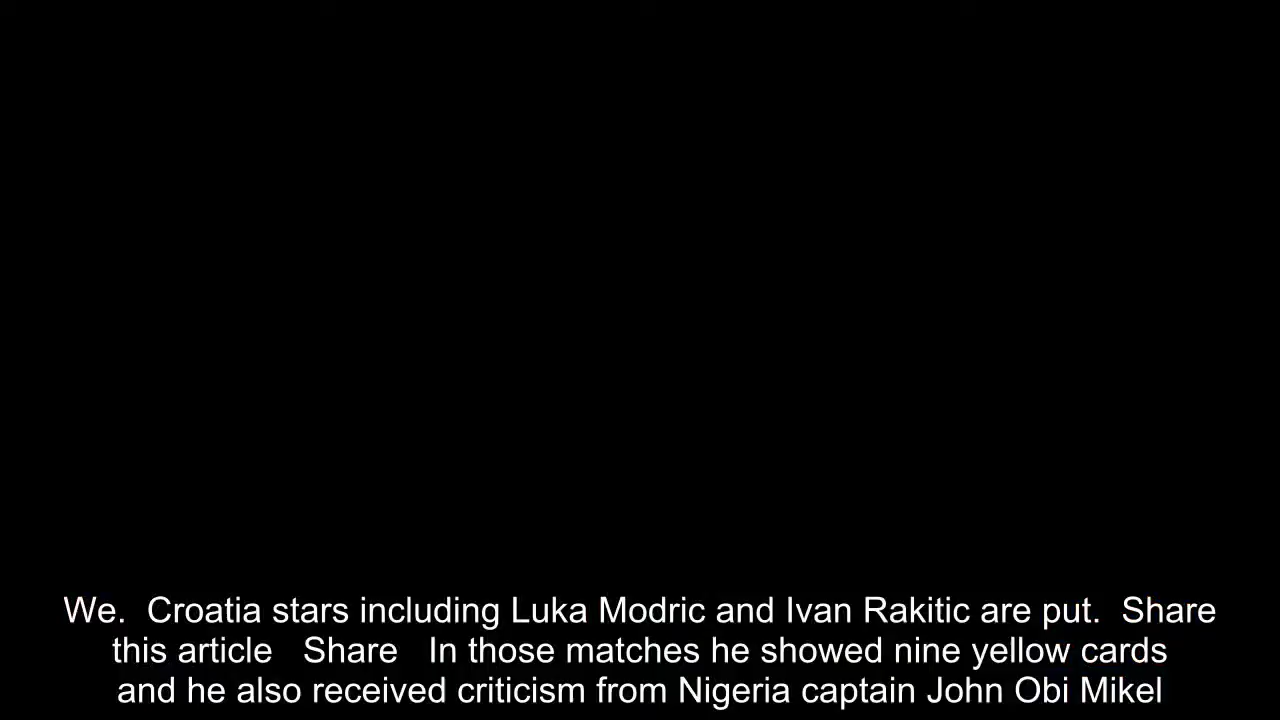 We.  Croatia stars including Luka Modric and Ivan Rakitic are put.  Share
this article   Share   In those matches he showed nine yellow cards
and he also received criticism from Nigeria captain John Obi Mikel